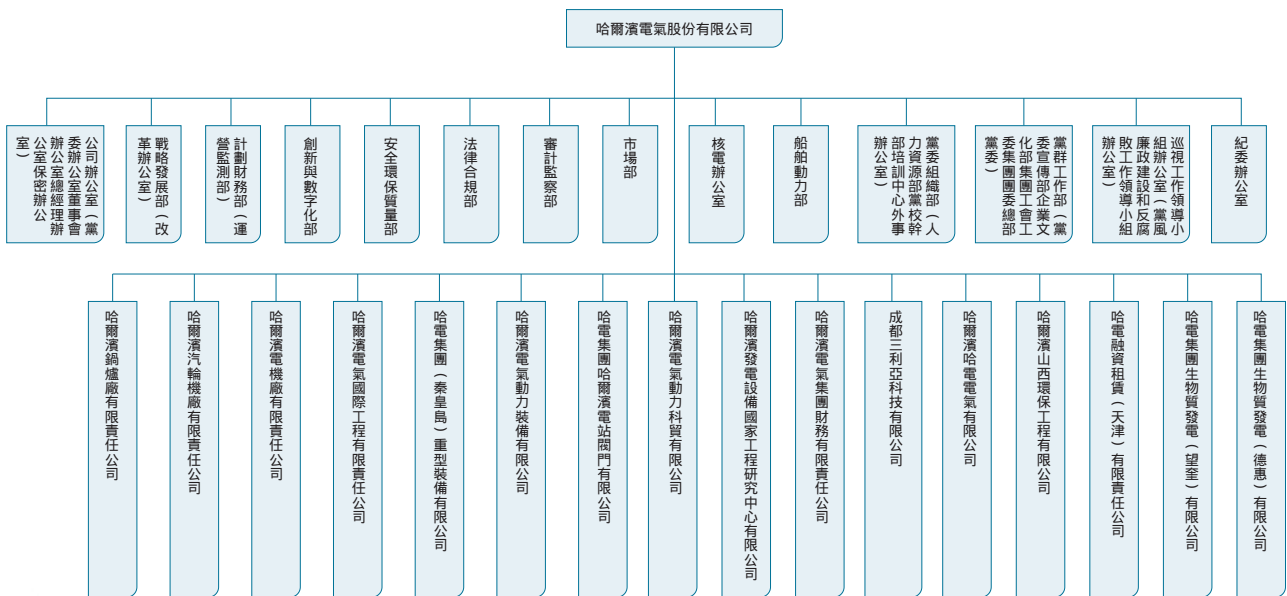 哈爾濱電氣股份有限公司
公司辦公室（黨
委辦公室董事會
辦公室總經理辦
公室保密辦公
室）
戰略發展部（改
革辦公室）
計劃財務部（運
營監測部）
創新與數字化部
安全環保質量部
法律合規部
審計監察部
市場部
核電辦公室
船舶動力部
黨委組織部（人
力資源部黨校幹
部培訓中心外事
辦公室）
黨群工作部（黨
委宣傳部企業文
化部集團工會工
委集團團委總部
黨委）
巡視工作領導小
組辦公室（黨風
廉政建設和反腐
敗工作領導小組
辦公室）
紀委辦公室
哈爾濱鍋爐廠有限責任公司
哈爾濱汽輪機廠有限責任公司
哈爾濱電機廠有限責任公司
哈爾濱電氣國際工程有限責任公司
哈電集團（秦皇島）重型裝備有限公司
哈爾濱電氣動力裝備有限公司
哈電集團哈爾濱電站閥門有限公司
哈爾濱電氣動力科貿有限公司
哈爾濱發電設備國家工程研究中心有限公司
哈爾濱電氣集團財務有限責任公司
成都三利亞科技有限公司
哈爾濱哈電電氣有限公司
哈爾濱山西環保工程有限公司
哈電融資租賃（天津）有限責任公司
哈電集團生物質發電（望奎）有限公司
哈電集團生物質發電（德惠）有限公司